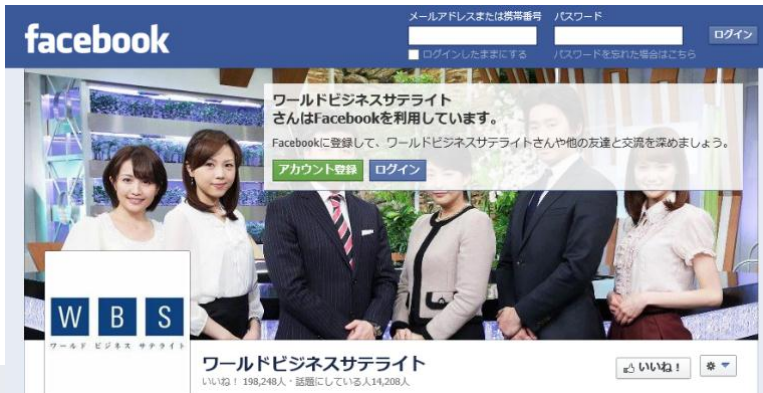 facebook
メールアドレスまたは携帯番号 パスワード
ログイン
ログインしたままにする パスワードを忘れた場合はこちら
ワールドビジネスサテライト
さんはFacebookを利用しています。
Facebookに登録して、ワールドビジネスサテライトさんや他の友達と交流を深めましょう。
アカウント登録 ログイン
W B S
ワールド ビジネス サテライト
ワールドビジネスサテライト
いいね！ 198,248人・話題にしている人14,208人
いいね！